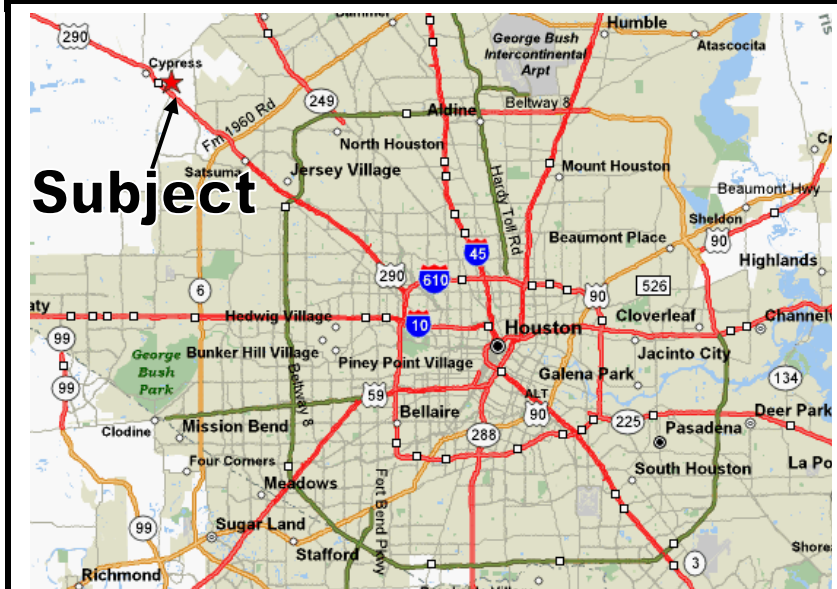 Humble
290
George Bush
Intercontinental
Arpt
Atascocita
Cypress
249
Aldine
Beltway 8
Fm 1960 Rd
North Houston
Satsuma
Jersey Village
Hardy Toll Rd
Mount Houston
Subject
Beaumont Hwy
Sheldon
Beaumont Place
90
45
290
610
Highlands
6
526
90
aty
Hedwig Village
10
Houston
Cloverleaf
Channelv
99
George
Bush
Park
Bunker Hill Village
Piney Point Village
Jacinto City
Galena Park
134
99
Beltway 8
59
ALT
90
Bellaire
225
Deer Park
Clodine
Mission Bend
288
Pasadena
Four Corners
South Houston
La Po
Meadows
Fort Bend Pkwy
99
Sugar Land
Stafford
Shorea
3
Richmond